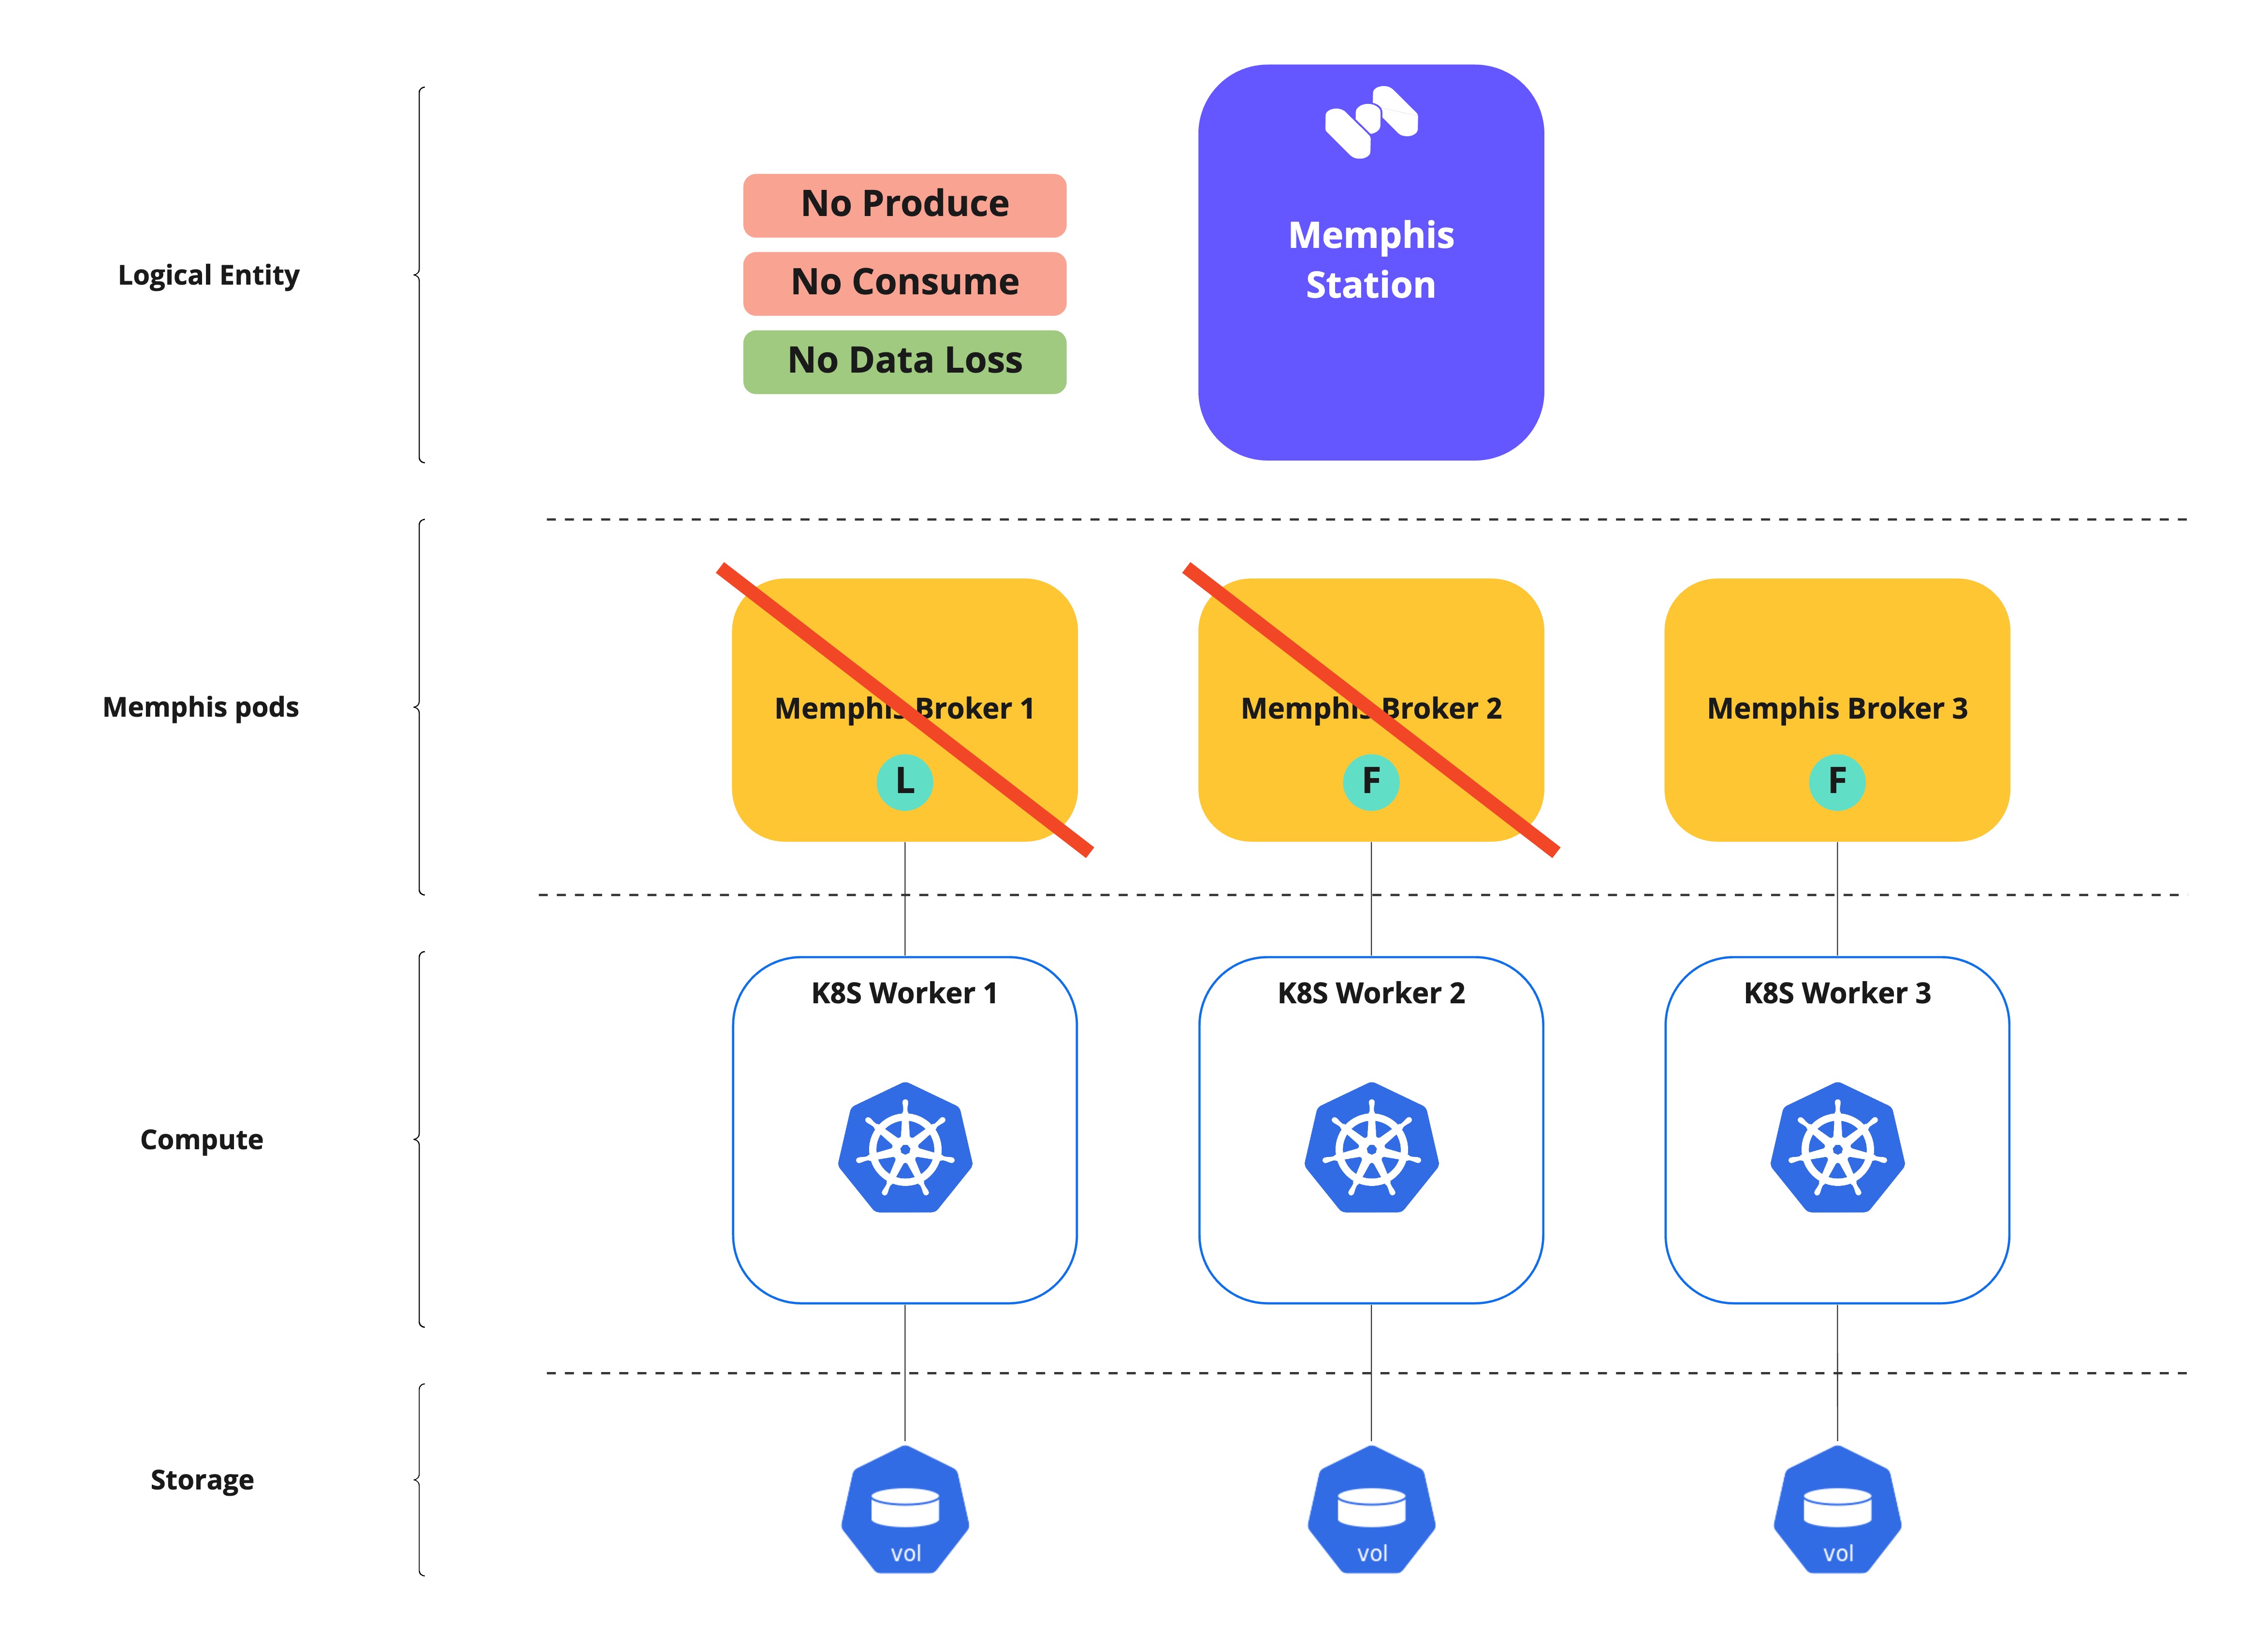 Logical Entity
No Produce
No Consume
No Data Loss
Memphis
Station
Memphis pods
Memphis Broker 1
L
Memphis Broker 2
F
Memphis Broker 3
F
Compute
K8S Worker 1
K8S Worker 2
K8S Worker 3
Storage
vol
vol
vol